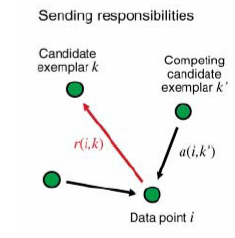 Sending responsibilities
Candidate
exemplar k
Competing
candidate
exemplar k'
r(i,k)
a(i,k')
Data point i